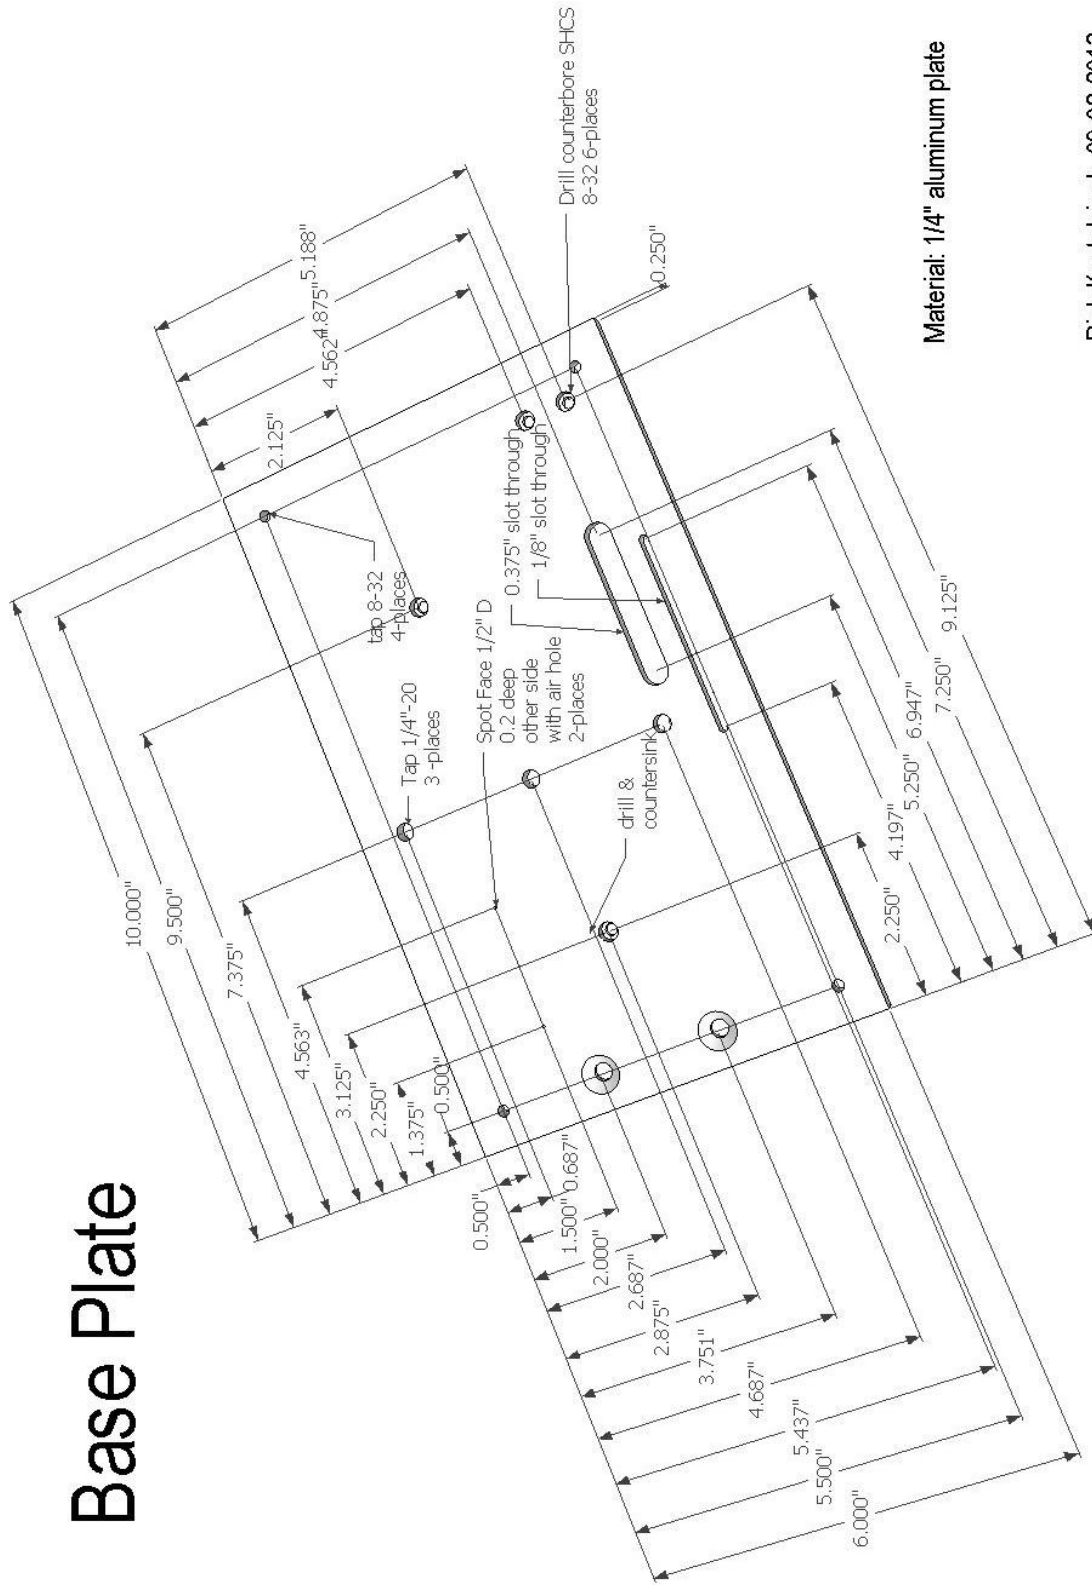 Base Plate
10.000"
9.500"
7.375"
4.563"
3.125"
2.250"
1.375"
0.500"
5.188"
4.875"
4.562"
2.125"
tap 8-32
4-places
Tap 1/4"-20
3 -places
Spot Face 1/2" D
0.2 deep
other side
with air hole
2-places
0.375" slot through
1/8" slot through
drill &
countersink
Drill counterbore SHCS
8-32 6-places
0.250"
0.500"
0.687"
1.500"
2.000"
2.687"
2.875"
3.751"
4.687"
5.437"
5.500"
6.000"
2.250"
4.197"
5.250"
6.947"
7.250"
9.125"
Material: 1/4" aluminum plate